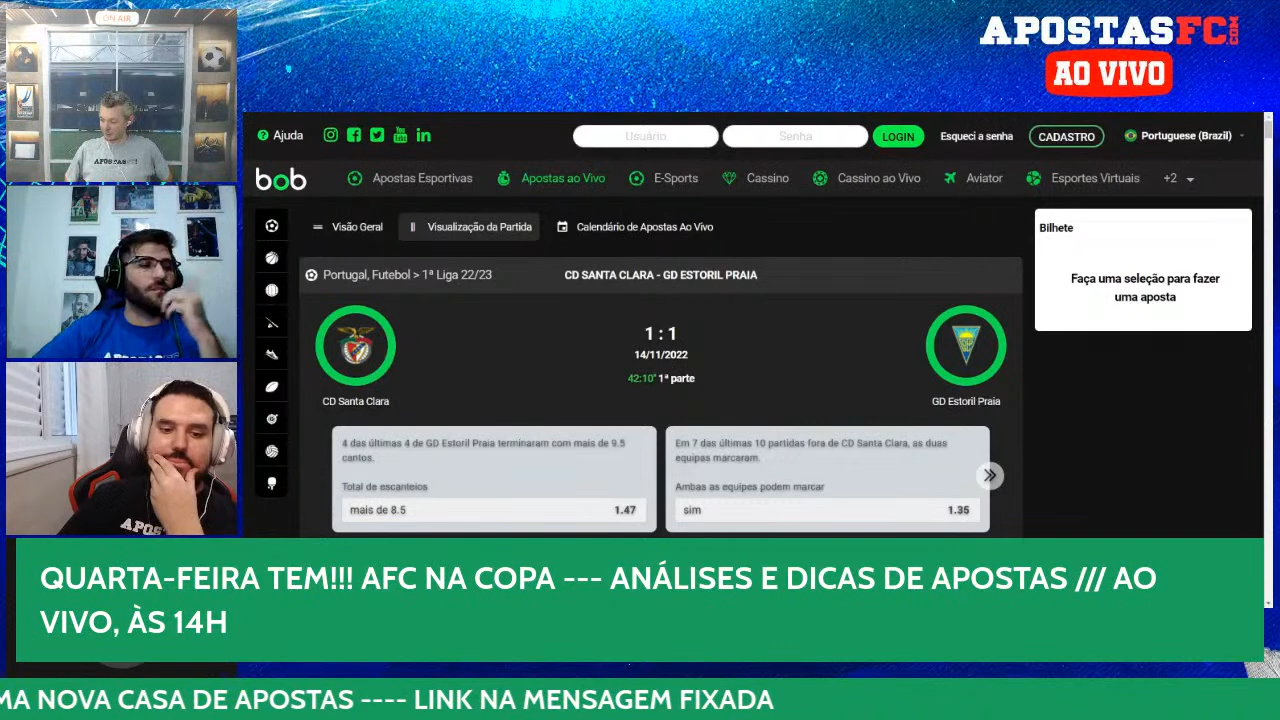 ON AIR
APOSTASFC.COM
AO VIVO
APOSTASF
APOSTAS
APOS
Ajuda
You Tube
Usuário
Senha
LOGIN
Esqueci a senha
CADASTRO
Portuguese (Brazil)
bob
Apostas Esportivas
Apostas ao Vivo
E-Sports
Cassino
Cassino ao Vivo
Aviator
Esportes Virtuais
+2
Visão Geral
Visualização da Partida
Calendário de Apostas Ao Vivo
Bilhete
Faça uma seleção para fazer
uma aposta
Portugal, Futebol > 1ª Liga 22/23
CD SANTA CLARA - GD ESTORIL PRAIA
1 : 1
14/11/2022
42:10" 1ª parte
CD Santa Clara
GD Estoril Praia
4 das últimas 4 de GD Estoril Praia terminaram com mais de 9.5
cantos.
Total de escanteios
mais de 8.5 1.47
Em 7 das últimas 10 partidas fora de CD Santa Clara, as duas
equipas marcaram.
Ambas as equipes podem marcar
sim 1.35
QUARTA-FEIRA TEM!!! AFC NA COPA --- ANÁLISES E DICAS DE APOSTAS /// AO
VIVO, ÀS 14H
MA NOVA CASA DE APOSTAS ---- LINK NA MENSAGEM FIXADA